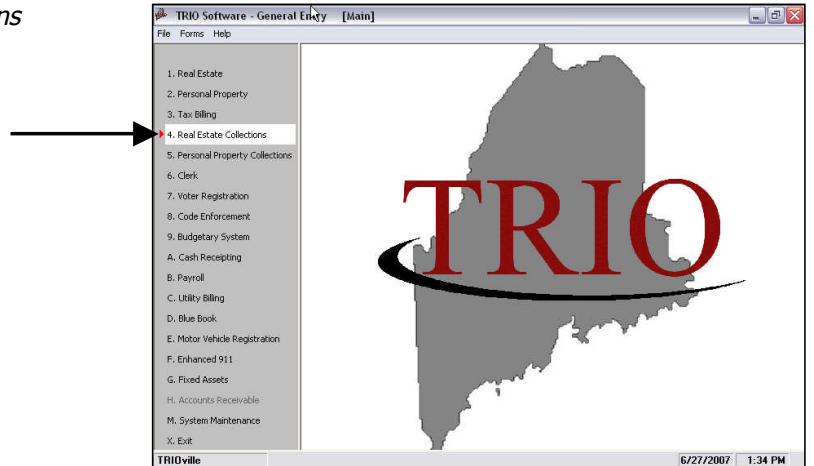 TRIO Software - General Entry [Main]
File Forms Help
1. Real Estate
2. Personal Property
3. Tax Billing
4. Real Estate Collections
5. Personal Property Collections
6. Clerk
7. Voter Registration
8. Code Enforcement
9. Budgetary System
A. Cash Receipting
B. Payroll
C. Utility Billing
D. Blue Book
E. Motor Vehicle Registration
F. Enhanced 911
G. Fixed Assets
H. Accounts Receivable
M. System Maintenance
X. Exit
TRIO
TRIOville 6/27/2007 1:34 PM